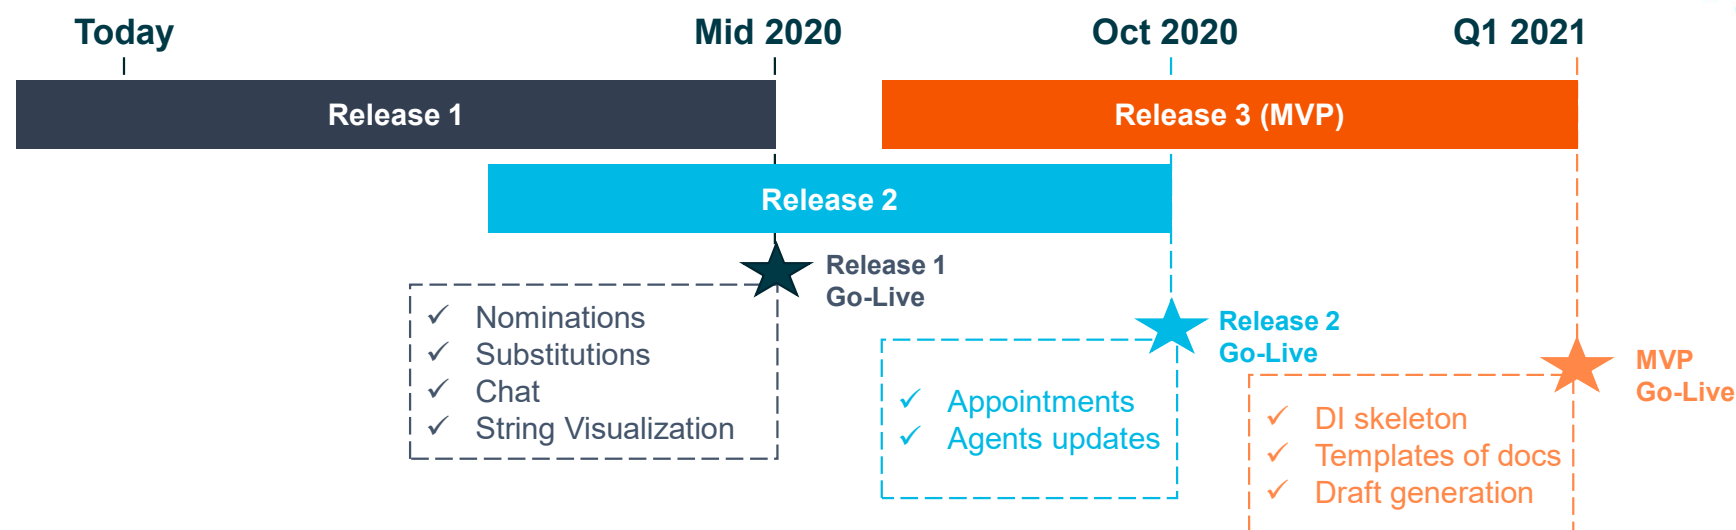 Today
Mid 2020
Oct 2020
Q1 2021
Release 1
Release 3 (MVP)
Release 2
Release 1
Go-Live
✓ Nominations
✓ Substitutions
✓ Chat
✓ String Visualization
Release 2
Go-Live
✓ Appointments
✓ Agents updates
MVP
Go-Live
✓ DI skeleton
✓ Templates of docs
✓ Draft generation